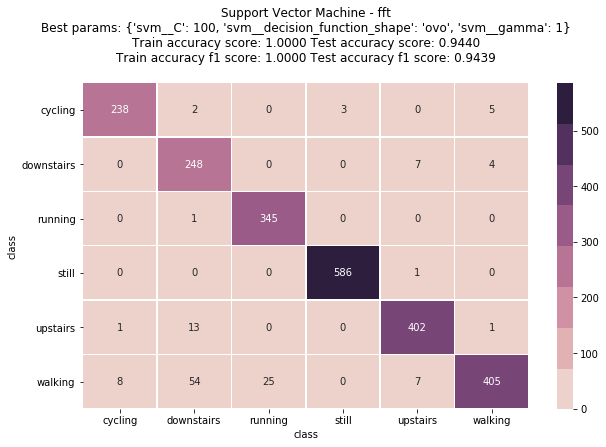 Support Vector Machine - fft
Best params: {'svm__C': 100, 'svm__decision_function_shape': 'ovo', 'svm__gamma': 1}
Train accuracy score: 1.0000 Test accuracy score: 0.9440
Train accuracy f1 score: 1.0000 Test accuracy f1 score: 0.9439
cycling 238 2 0 3 0 5
downstairs 0 248 0 0 7 4
running 0 1 345 0 0 0
still 0 0 0 586 1 0
upstairs 1 13 0 0 402 1
walking 8 54 25 0 7 405
cycling downstairs running still upstairs walking
class
class
500
400
300
200
100
0